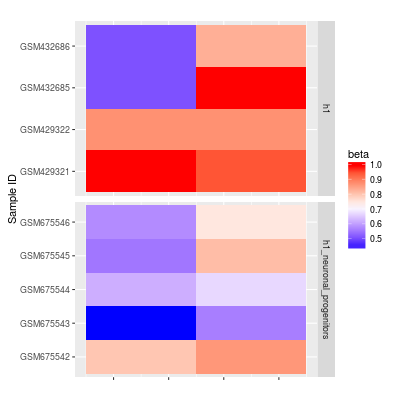 GSM432686
GSM432685
GSM429322
GSM429321
h1
GSM675546
GSM675545
GSM675544
GSM675543
GSM675542
h1_neuronal_progenitors
Sample ID
beta
1.0
0.9
0.8
0.7
0.6
0.5